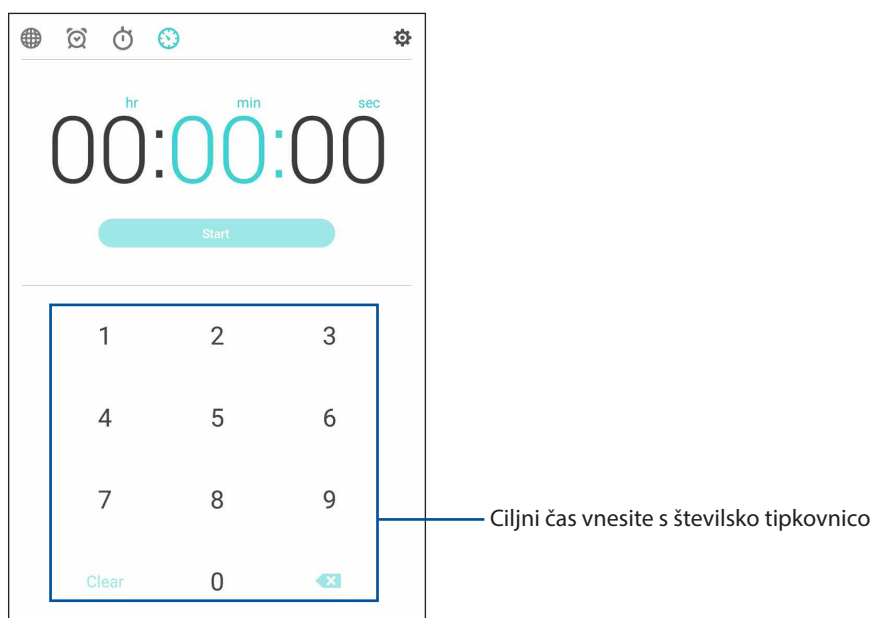 hr min sec
00:00:00
Start
1 2 3
4 5 6
7 8 9
Ciljni čas vnesite s številsko tipkovnico
Clear 0